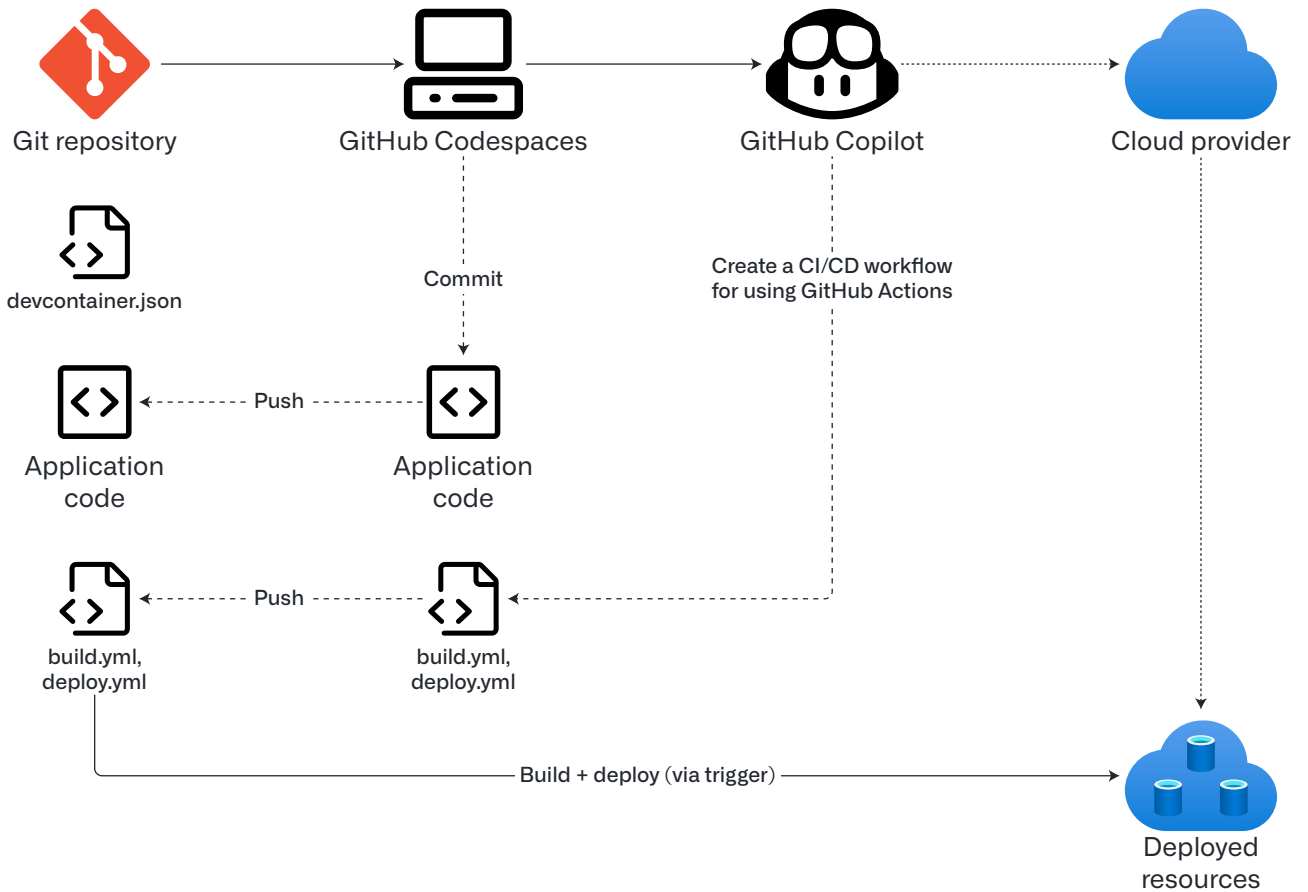 Git repository
GitHub Codespaces
GitHub Copilot
Cloud provider
devcontainer.json
Commit
Create a CI/CD workflow
for using GitHub Actions
Push
Application
code
Application
code
Push
build.yml,
deploy.yml
build.yml,
deploy.yml
Build + deploy (via trigger)
Deployed
resources